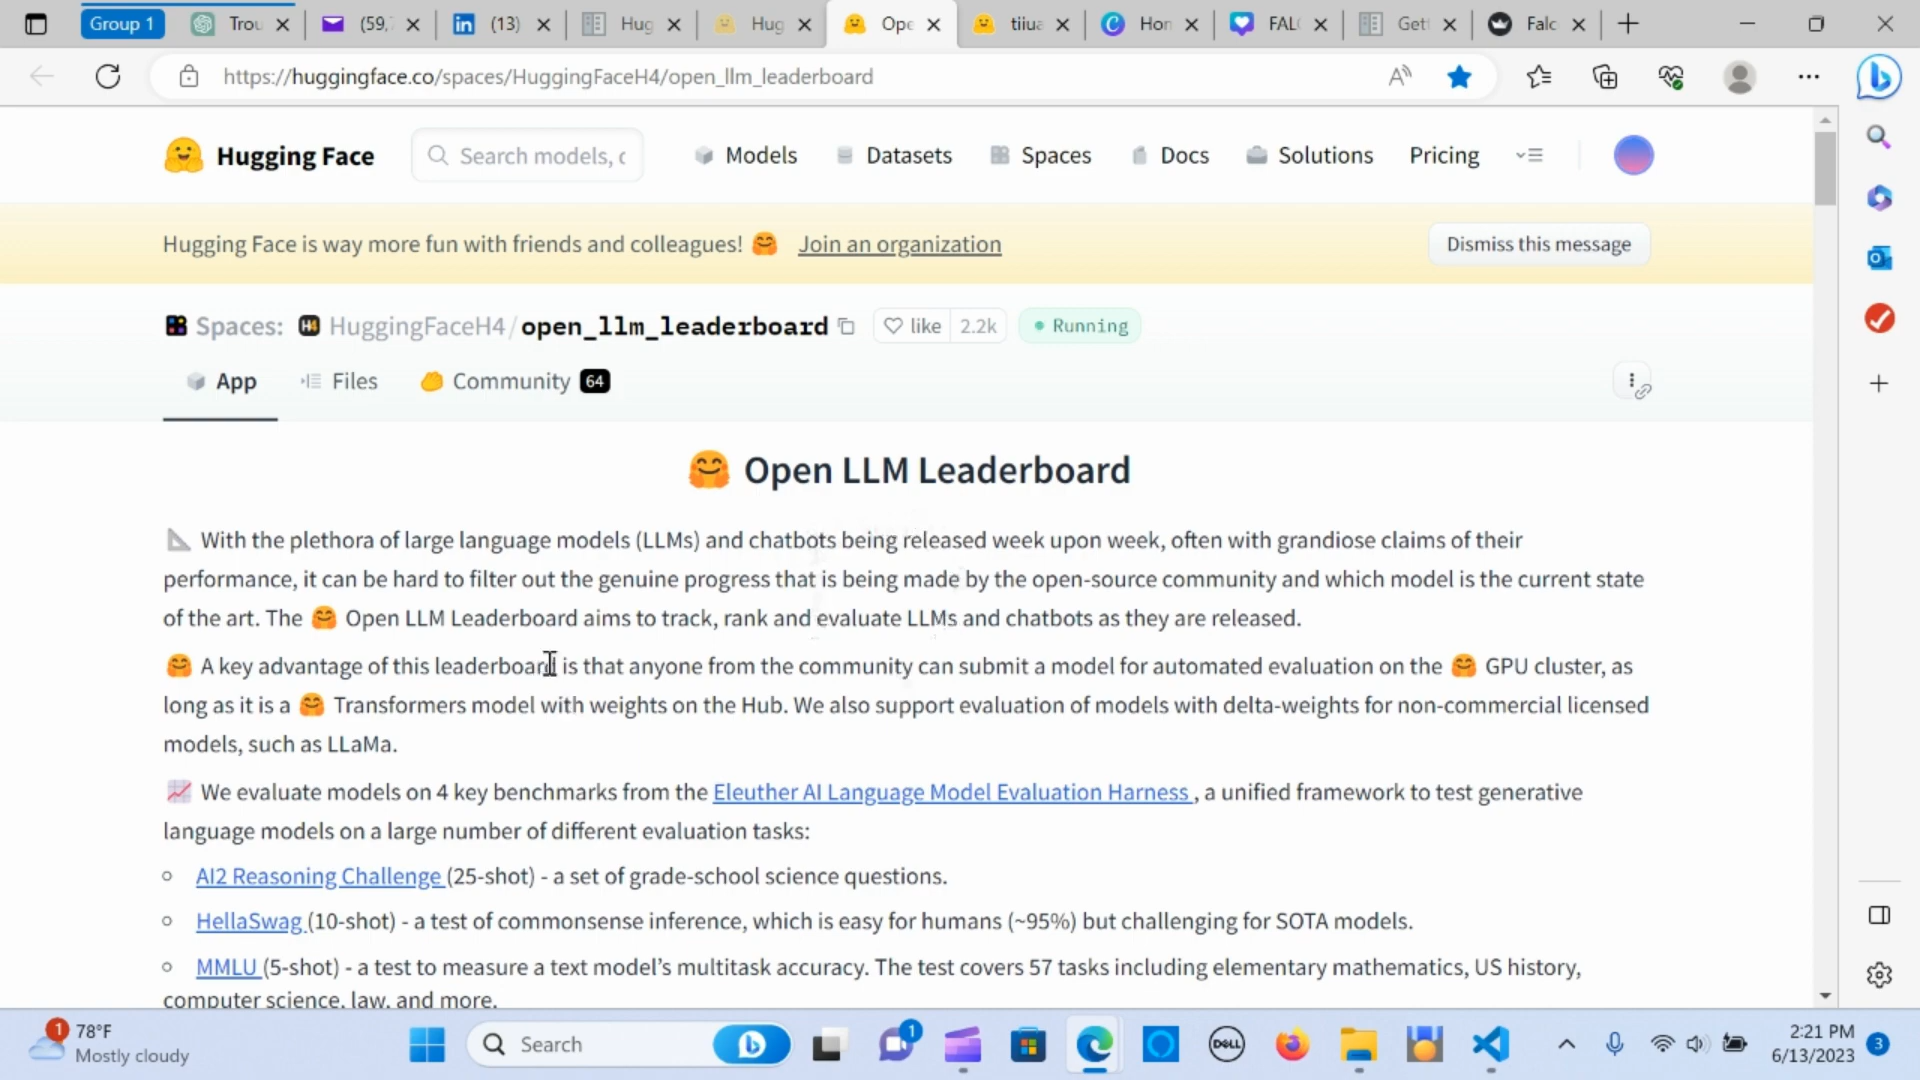 Group 1 Trou (59, (13) Hug Hug Ope tiiua Hon FAL Get Falc
https://huggingface.co/spaces/HuggingFaceH4/open_llm_leaderboard
Hugging Face Search models, Models Datasets Spaces Docs Solutions Pricing
Hugging Face is way more fun with friends and colleagues! 🤗 Join an organization Dismiss this message
Spaces: H4 HuggingFaceH4/open_llm_leaderboard like 2.2k Running
App Files Community 64
🤗 Open LLM Leaderboard
📐 With the plethora of large language models (LLMs) and chatbots being released week upon week, often with grandiose claims of their
performance, it can be hard to filter out the genuine progress that is being made by the open-source community and which model is the current state
of the art. The 🤗 Open LLM Leaderboard aims to track, rank and evaluate LLMs and chatbots as they are released.
🤗 A key advantage of this leaderboard is that anyone from the community can submit a model for automated evaluation on the 🤗 GPU cluster, as
long as it is a 🤗 Transformers model with weights on the Hub. We also support evaluation of models with delta-weights for non-commercial licensed
models, such as LLaMa.
📈 We evaluate models on 4 key benchmarks from the Eleuther AI Language Model Evaluation Harness , a unified framework to test generative
language models on a large number of different evaluation tasks:
AI2 Reasoning Challenge (25-shot) - a set of grade-school science questions.
HellaSwag (10-shot) - a test of commonsense inference, which is easy for humans (~95%) but challenging for SOTA models.
MMLU (5-shot) - a test to measure a text model's multitask accuracy. The test covers 57 tasks including elementary mathematics, US history,
computer science, law, and more.
1 78°F
Mostly cloudy
Search
1
DELL
2:21 PM
6/13/2023
3